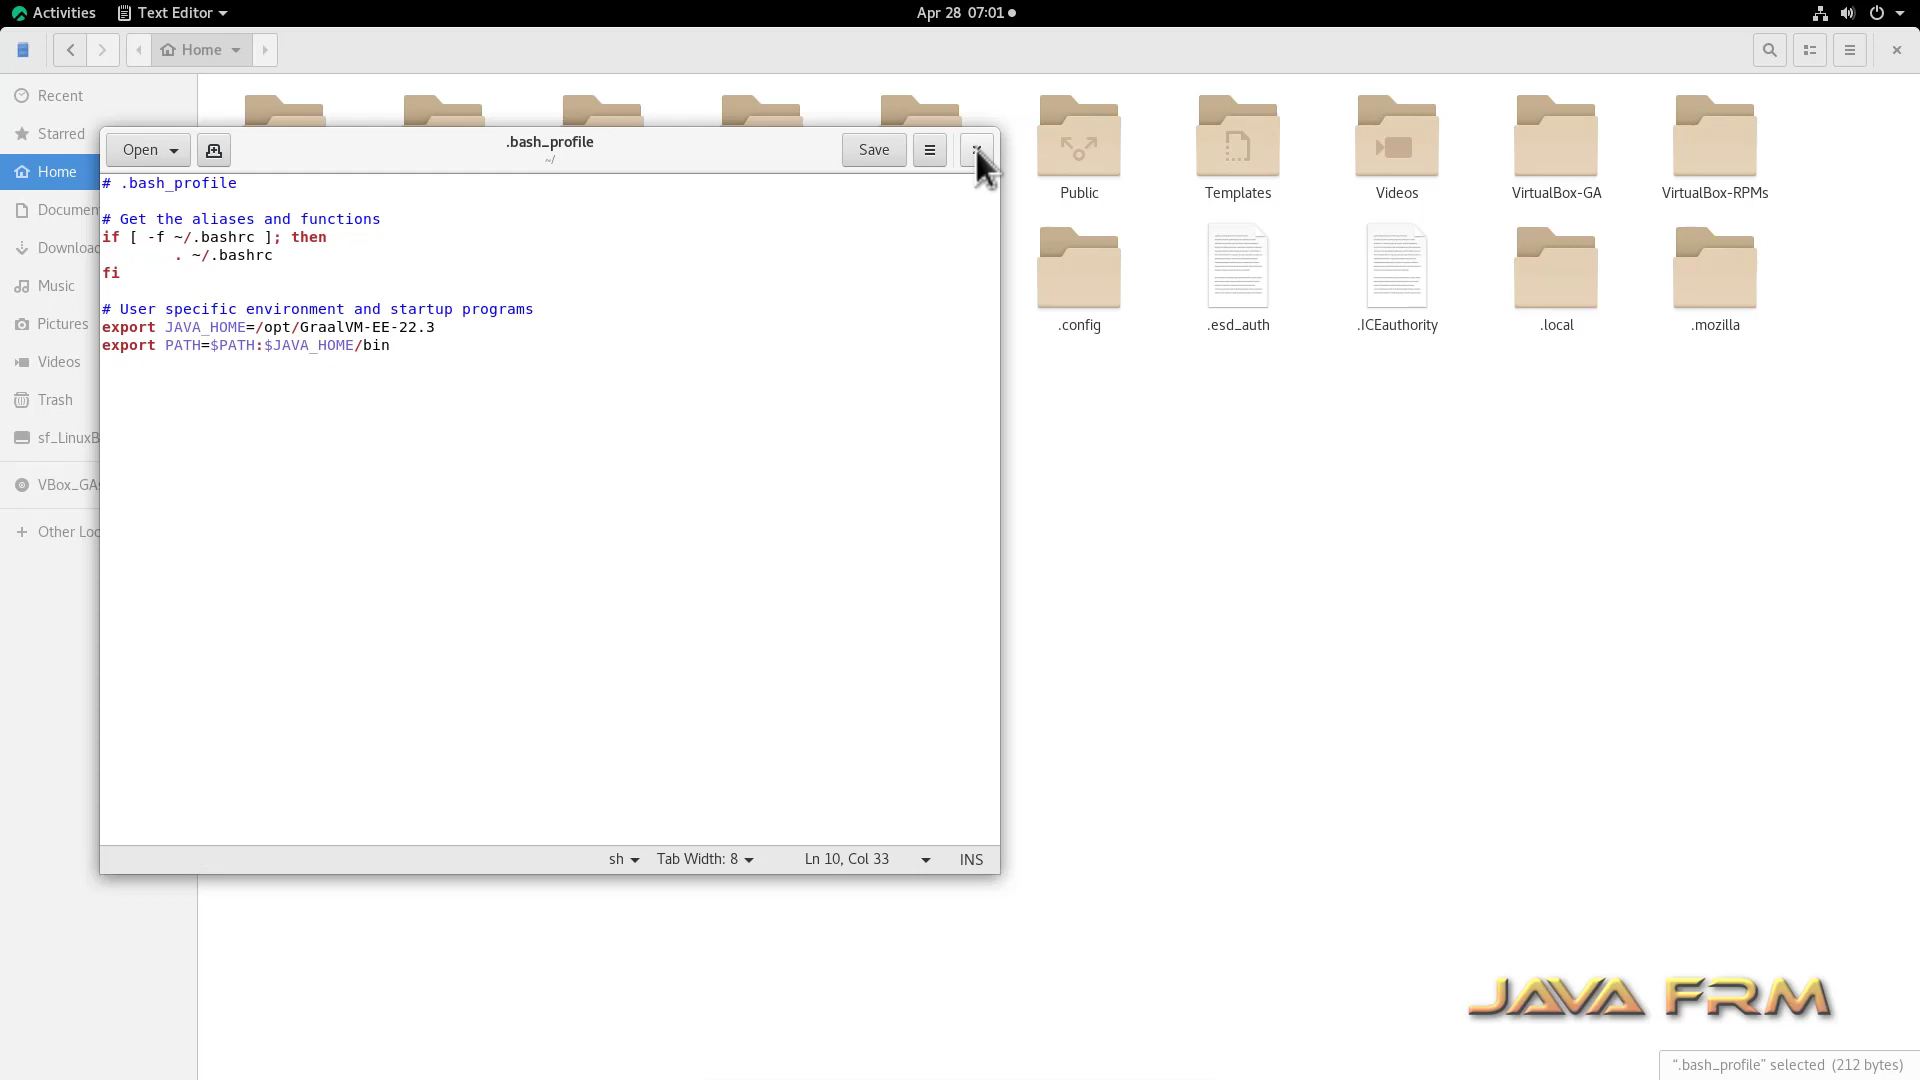 Activities
Text Editor
Apr 28 07:01
Home
Recent
Starred
Home
Documen
Downloac
Music
Pictures
Videos
Trash
sf_LinuxB
VBox_GAs
Other Loc
Public
Templates
Videos
VirtualBox-GA
VirtualBox-RPMs
.config
.esd_auth
.ICEauthority
.local
.mozilla
Open
.bash_profile
~/
Save
# .bash_profile
# Get the aliases and functions
if [ -f ~/.bashrc ]; then
. ~/.bashrc
fi
# User specific environment and startup programs
export JAVA_HOME=/opt/GraalVM-EE-22.3
export PATH=$PATH:$JAVA_HOME/bin
sh
Tab Width: 8
Ln 10, Col 33
INS
JAVA FRM
“.bash_profile” selected (212 bytes)